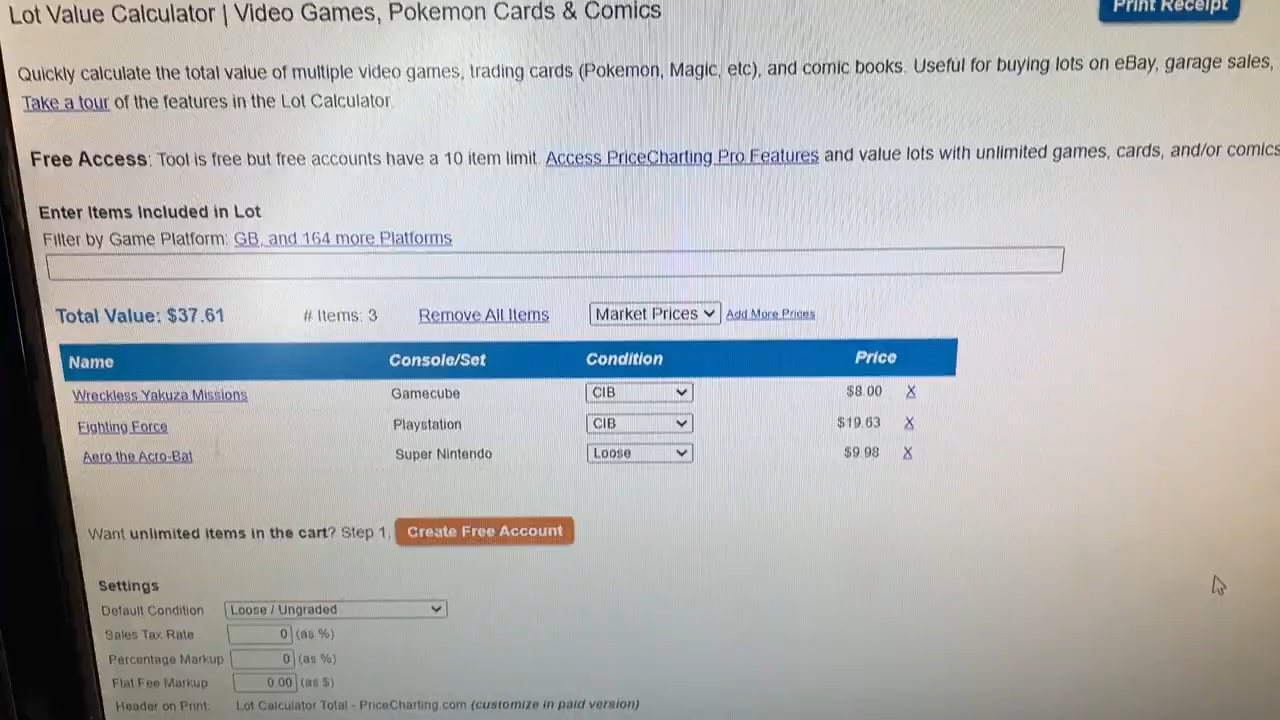 Lot Value Calculator | Video Games, Pokemon Cards & Comics
Print Receipt
Quickly calculate the total value of multiple video games, trading cards (Pokemon, Magic, etc), and comic books. Useful for buying lots on eBay, garage sales,
Take a tour of the features in the Lot Calculator.
Free Access: Tool is free but free accounts have a 10 item limit. Access PriceCharting Pro Features and value lots with unlimited games, cards, and/or comics
Enter Items Included in Lot
Filter by Game Platform: GB, and 164 more Platforms
Total Value: $37.61 # Items: 3 Remove All Items Market Prices Add More Prices
Name Console/Set Condition Price
Wreckless Yakuza Missions Gamecube CIB $8.00 X
Fighting Force Playstation CIB $19.63 X
Aero the Acro-Bat Super Nintendo Loose $9.98 X
Want unlimited items in the cart? Step 1. Create Free Account
Settings
Default Condition Loose / Ungraded
Sales Tax Rate 0 (as %)
Percentage Markup 0 (as %)
Flat Fee Markup 0.00 (as $)
Header on Print: Lot Calculator Total - PriceCharting.com (customize in paid version)